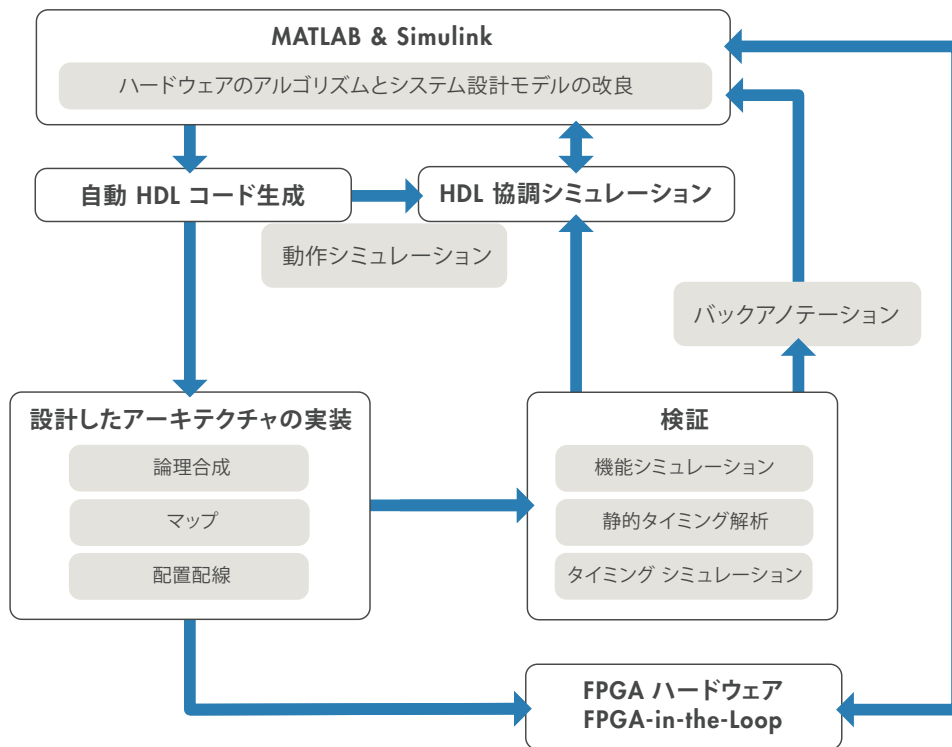 MATLAB & Simulink
ハードウェアのアルゴリズムとシステム設計モデルの改良
自動 HDL コード生成
HDL 協調シミュレーション
動作シミュレーション
バックアノテーション
設計したアーキテクチャの実装
論理合成
マップ
配置配線
検証
機能シミュレーション
静的タイミング解析
タイミング シミュレーション
FPGA ハードウェア
FPGA-in-the-Loop